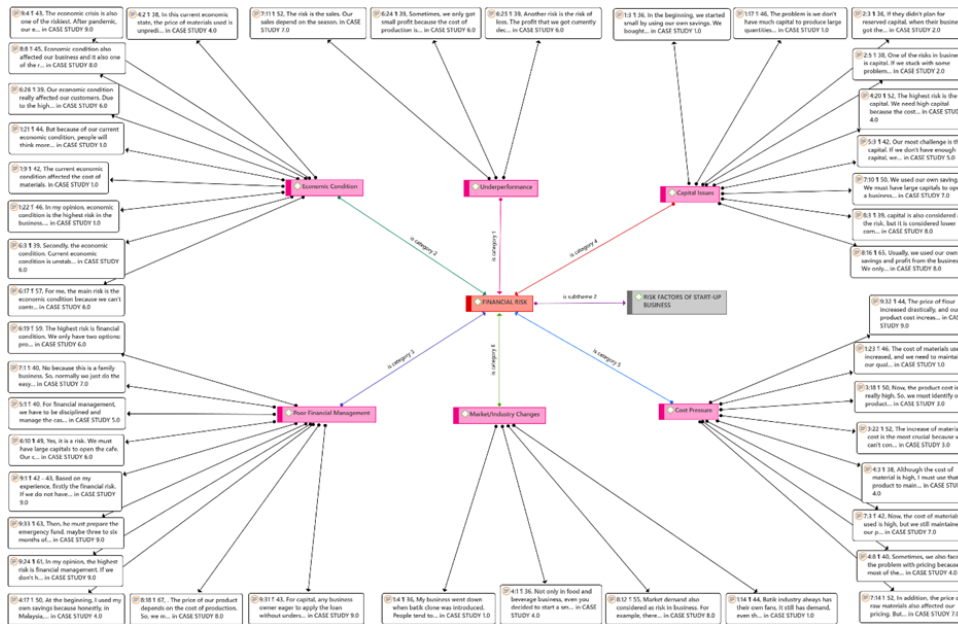 9:4 ¶ 43, The economic crisis is also
one of the riskiest. After pandemic,
our e... in CASE STUDY 9.0
4:2 ¶ 38, In this current economic
state, the price of materials used is
unpredi... in CASE STUDY 4.0
7:11 ¶ 52, The risk is the sales. Our
sales depend on the season. in CASE
STUDY 7.0
6:24 ¶ 39, Sometimes, we only got
small profit because the cost of
production is... in CASE STUDY 6.0
6:25 ¶ 39, Another risk is the risk of
loss. The profit that we got currently
dec... in CASE STUDY 6.0
1:3 ¶ 36, In the beginning, we started
small by using our own savings. We
bought... in CASE STUDY 1.0
1:17 ¶ 46, The problem is we don't
have much capital to produce large
quantities... in CASE STUDY 1.0
2:3 ¶ 36, If they didn't plan for
reserved capital, when their busine
got the... in CASE STUDY 2.0
8:8 ¶ 45, Economic condition also
affected our business and it also one
of the r... in CASE STUDY 8.0
2:5 ¶ 38, One of the risks in busines
is capital. If we stuck with some
problem... in CASE STUDY 2.0
6:26 ¶ 39, Our economic condition
really affected our customers. Due
to the high... in CASE STUDY 6.0
4:20 ¶ 52, The highest risk is the
capital. We need high capital
because the cost... in CASE STUDY
4.0
1:21 ¶ 44, But because of our current
economic condition, people will
think more... in CASE STUDY 1.0
5:3 ¶ 42, Our most challenge is the
capital. If we don't have enough
capital, we... in CASE STUDY 5.0
1:9 ¶ 42, The current economic
condition affected the cost of
materials. in CASE STUDY 1.0
7:10 ¶ 50, We used our own saving
We must have large capitals to ope
a business... in CASE STUDY 7.0
1:22 ¶ 46, In my opinion, economic
condition is the highest risk in the
business.... in CASE STUDY 1.0
8:3 ¶ 39, capital is also considered a
the risk, but it is considered lower
com... in CASE STUDY 8.0
6:3 ¶ 39, Secondly, the economic
condition. Current economic
condition is unstab... in CASE STUDY
6.0
8:16 ¶ 65, Usually, we used our own
savings and profit from the busines
We only... in CASE STUDY 8.0
6:17 ¶ 57, For me, the main risk is the
economic condition because we can't
contr... in CASE STUDY 6.0
Economic Condition
Underperformance
Capital Issues
is category 2
is category 1
is category 4
FINANCIAL RISK
is subtheme 2
RISK FACTORS OF START-UP
BUSINESS
is category 3
is category 6
is category 5
Poor Financial Management
Market/Industry Changes
Cost Pressure
6:19 ¶ 59, The highest risk is financial
condition. We only have two options:
pro... in CASE STUDY 6.0
7:1 ¶ 40, No because this is a family
business. So, normally we just do the
easy... in CASE STUDY 7.0
5:1 ¶ 40, For financial management,
we have to be disciplined and
manage the cas... in CASE STUDY 5.0
6:10 ¶ 49, Yes, it is a risk. We must
have large capitals to open the cafe.
Our s... in CASE STUDY 6.0
9:1 ¶ 42 - 43, Based on my
experience, firstly the financial risk.
If we do not have... in CASE STUDY
9.0
9:33 ¶ 63, Then, he must prepare the
emergency fund, maybe three to six
months of... in CASE STUDY 9.0
9:24 ¶ 61, In my opinion, the highest
risk is financial management. If we
don't h... in CASE STUDY 9.0
9:32 ¶ 44, The price of flour
increased drastically, and our
product cost increas... in CASE STUDY
9.0
1:23 ¶ 46, The cost of materials use
increased, and we need to maintai
our qual... in CASE STUDY 1.0
3:18 ¶ 50, Now, the product cost i
really high. So, we must identify o
product... in CASE STUDY 3.0
3:22 ¶ 52, The increase of materia
cost is the most crucial because w
can't con... in CASE STUDY 3.0
4:3 ¶ 38, Although the cost of
material is high, I must use that
product to main... in CASE STUD
4.0
7:3 ¶ 42, Now, the cost of materials
used is high, but we still maintaine
our p... in CASE STUDY 7.0
4:6 ¶ 40, Sometimes, we also face
the problem with pricing because
most of the... in CASE STUDY 4.0
7:14 ¶ 52, In addition, the price o
raw materials also affected our
pricing. But... in CASE STUDY 7.0
4:17 ¶ 50, At the beginning, I used my
own savings because honestly, in
Malaysia,... in CASE STUDY 4.0
8:18 ¶ 67, . The price of our product
depends on the cost of production.
So, we m... in CASE STUDY 8.0
9:31 ¶ 43, For capital, any business
owner eager to apply the loan
without unders... in CASE STUDY 9.0
1:4 ¶ 36, My business went down
when batik clone was introduced.
People tend to... in CASE STUDY 1.0
4:1 ¶ 36, Not only in food and
beverage business, even you
decided to start a sm... in CASE
STUDY 4.0
8:12 ¶ 55, Market demand also
considered as risk in business. For
example, there... in CASE STUDY 8.0
1:14 ¶ 44, Batik industry always has
their own fans, it still has demand,
even th... in CASE STUDY 1.0